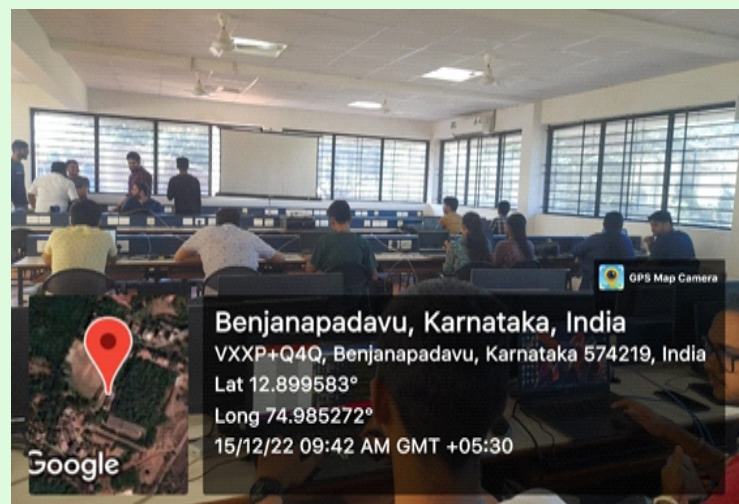 GPS Map Camera
Benjanapadavu, Karnataka, India
VXXP+Q4Q, Benjanapadavu, Karnataka 574219, India
Lat 12.899583°
Long 74.985272°
15/12/22 09:42 AM GMT +05:30
Google